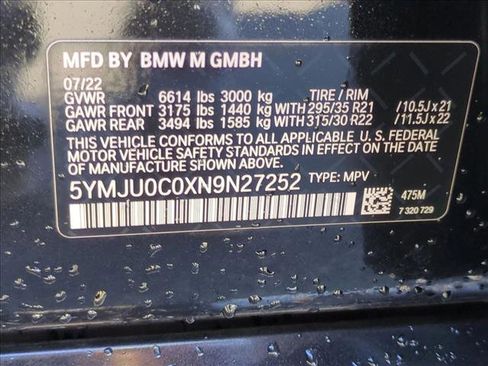 MFD BY BMW M GMBH
07/22
GVWR 6614 lbs 3000 kg TIRE / RIM
GAWR FRONT 3175 lbs 1440 kg WITH 295/35 R21 /10.5J x 21
GAWR REAR 3494 lbs 1585 kg WITH 315/30 R22 /11.5J x 22
THIS VEHICLE CONFORMS TO ALL APPLICABLE U. S. FEDERAL
MOTOR VEHICLE SAFETY STANDARDS IN EFFECT ON THE
DATE OF MANUFACTURE SHOWN ABOVE.
5YMJU0C0XN9N27252 TYPE: MPV
475M
7 320 729